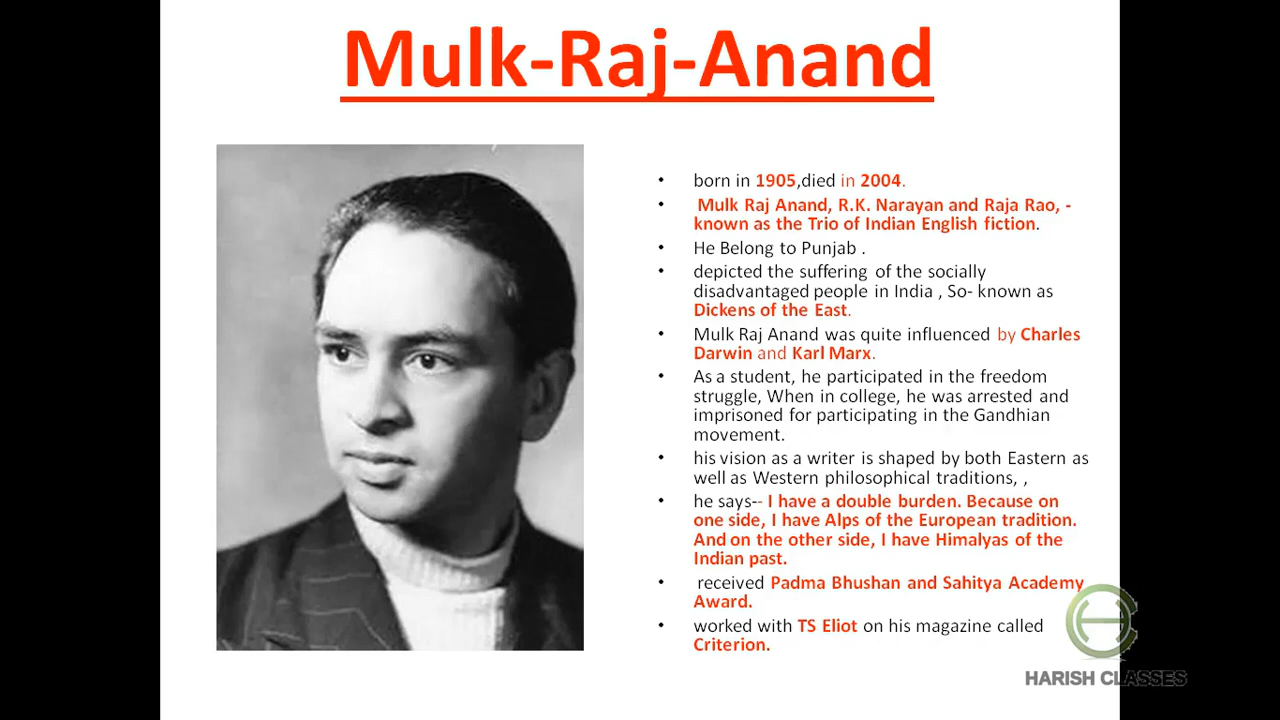 Mulk-Raj-Anand
• born in 1905,died in 2004.
• Mulk Raj Anand, R.K. Narayan and Raja Rao, -
known as the Trio of Indian English fiction.
• He Belong to Punjab .
• depicted the suffering of the socially
disadvantaged people in India , So- known as
Dickens of the East.
• Mulk Raj Anand was quite influenced by Charles
Darwin and Karl Marx.
• As a student, he participated in the freedom
struggle, When in college, he was arrested and
imprisoned for participating in the Gandhian
movement.
• his vision as a writer is shaped by both Eastern as
well as Western philosophical traditions, ,
• he says-- I have a double burden. Because on
one side, I have Alps of the European tradition.
And on the other side, I have Himalyas of the
Indian past.
• received Padma Bhushan and Sahitya Academy
Award.
• worked with TS Eliot on his magazine called
Criterion.
HARISH CLASSES